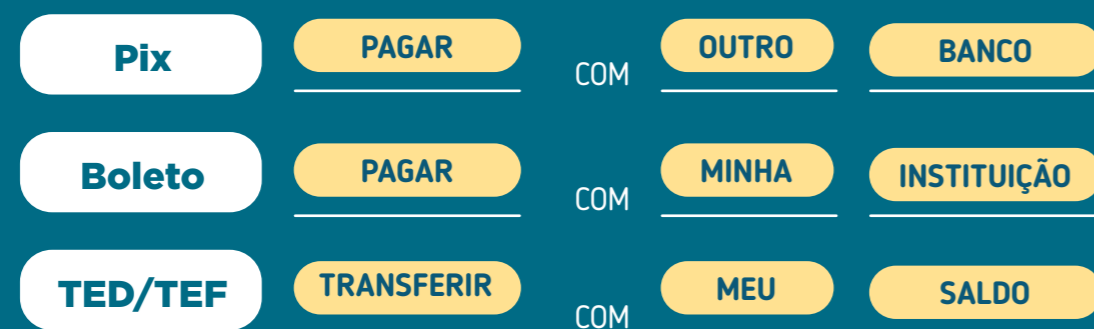 Pix PAGAR COM OUTRO BANCO
Boleto PAGAR COM MINHA INSTITUIÇÃO
TED/TEF TRANSFERIR COM MEU SALDO